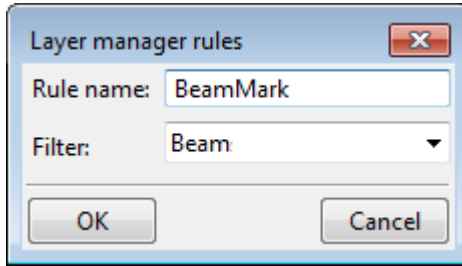 Layer manager rules
Rule name: BeamMark
Filter: Beam
OK Cancel